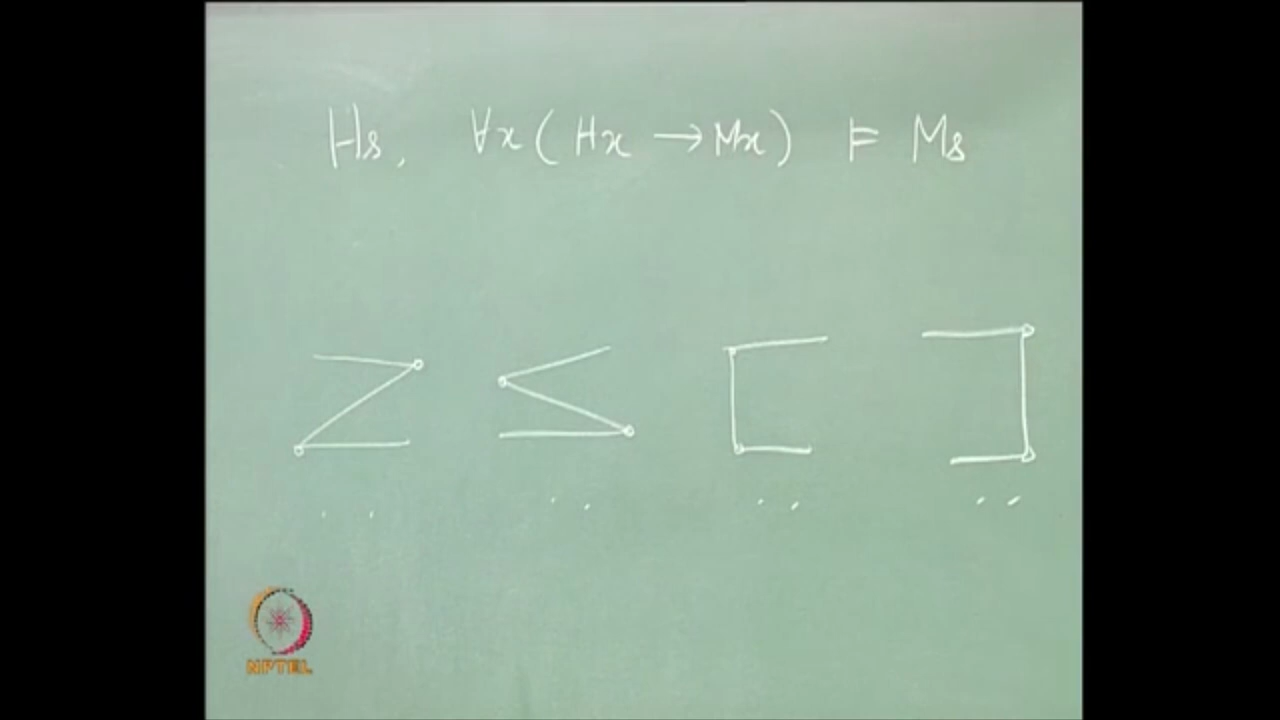 Hs, ∀x(Hx → Mx) ⊨ Ms
NPTEL